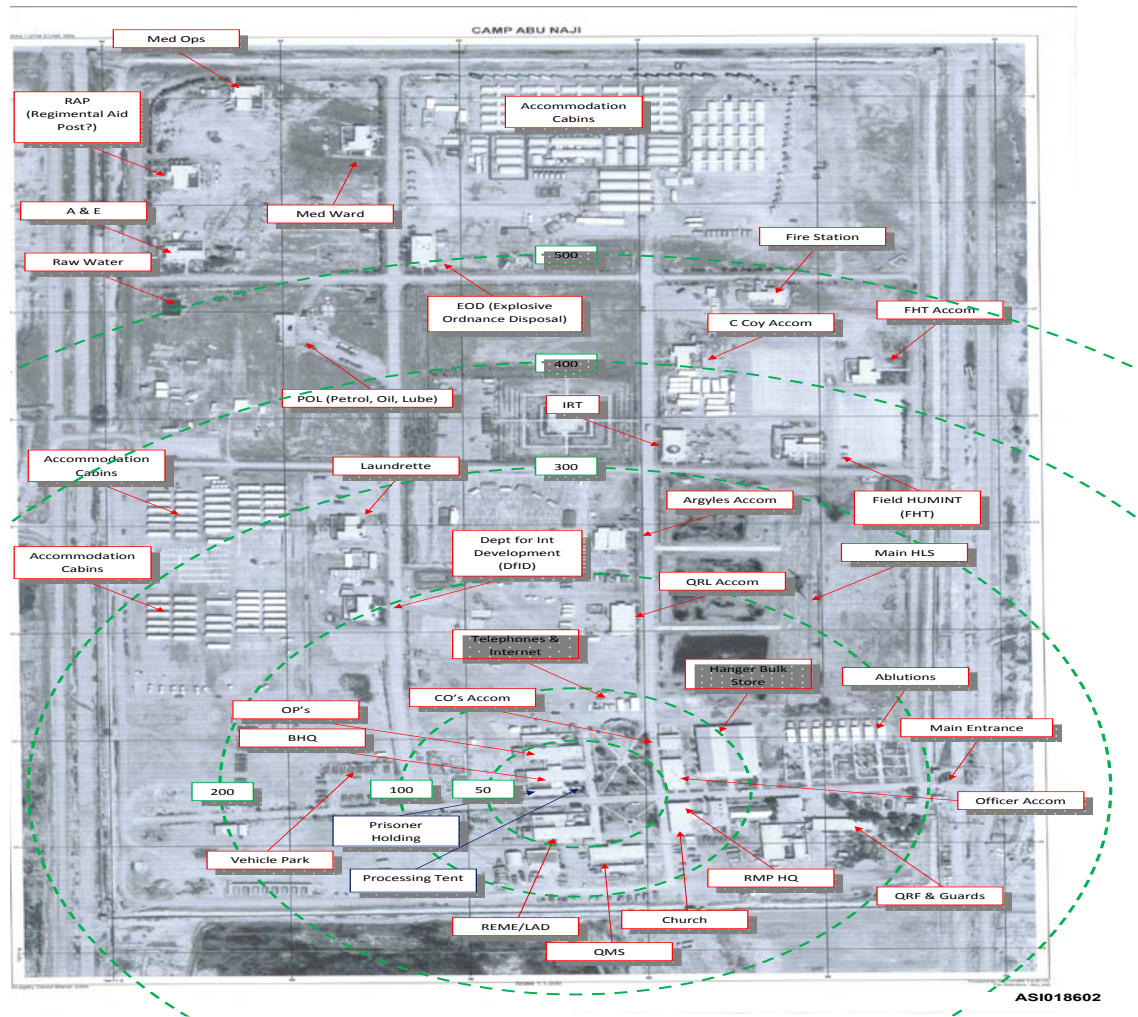 CAMP ABU NAJI
Med Ops
RAP
(Regimental Aid
Post?)
Accommodation
Cabins
A & E
Med Ward
Raw Water
Fire Station
500
EOD (Explosive
Ordnance Disposal)
C Coy Accom
FHT Accom
400
POL (Petrol, Oil, Lube)
IRT
Accommodation
Cabins
Laundrette
300
Argyles Accom
Field HUMINT
(FHT)
Accommodation
Cabins
Dept for Int
Development
(DfID)
Main HLS
QRL Accom
Telephones &
Internet
Hanger Bulk
Store
Ablutions
CO's Accom
OP's
BHQ
Main Entrance
200
100
50
Officer Accom
Prisoner
Holding
Vehicle Park
Processing Tent
RMP HQ
QRF & Guards
REME/LAD
Church
QMS
ASI018602